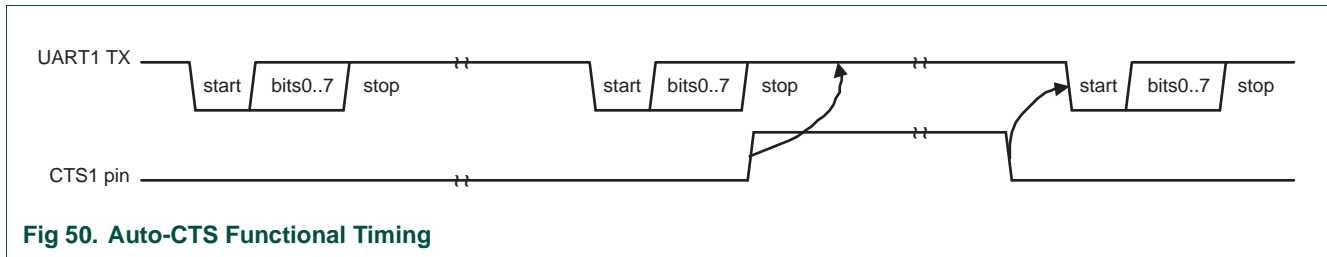 UART1 TX
start bits0..7 stop start bits0..7 stop start bits0..7 stop
CTS1 pin
Fig 50. Auto-CTS Functional Timing